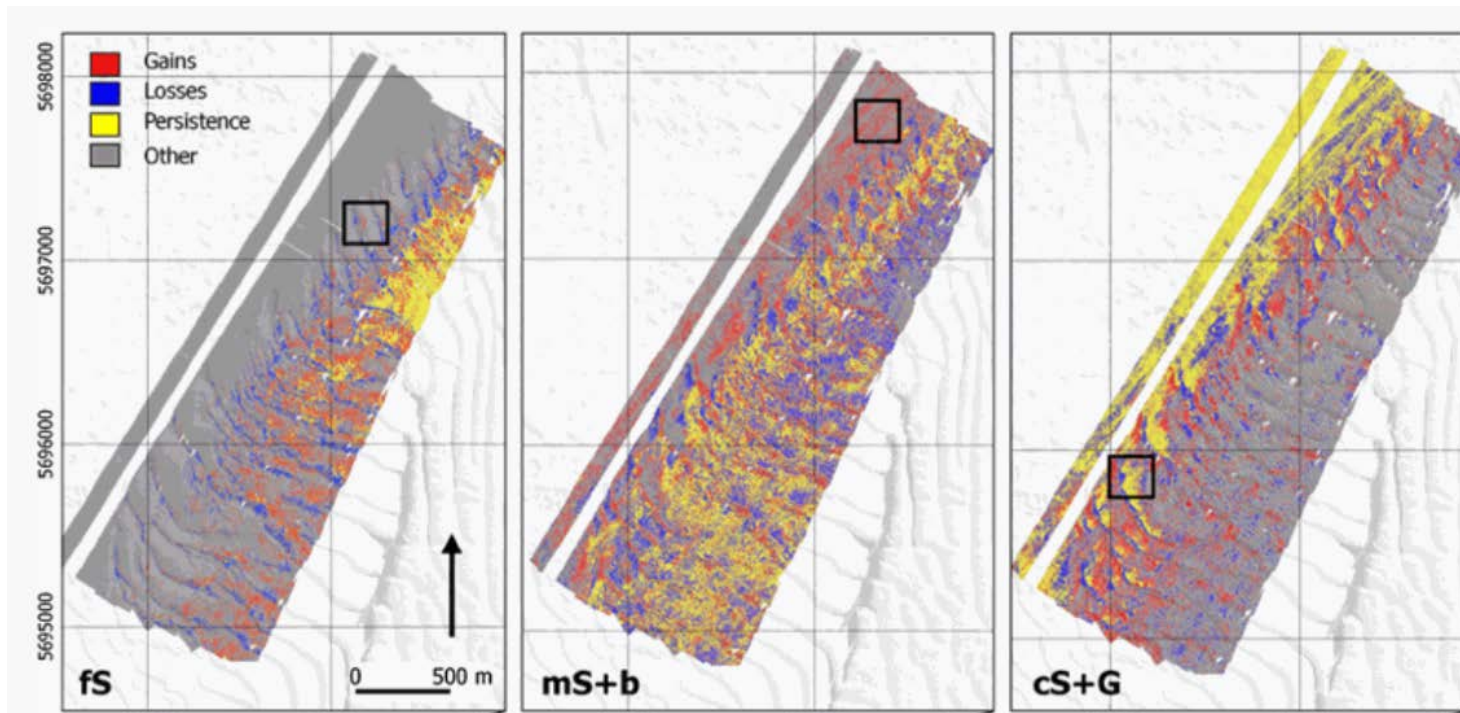 Gains
Losses
Persistence
Other
5698000
5697000
5696000
5695000
0 500 m
fS
mS+b
cS+G